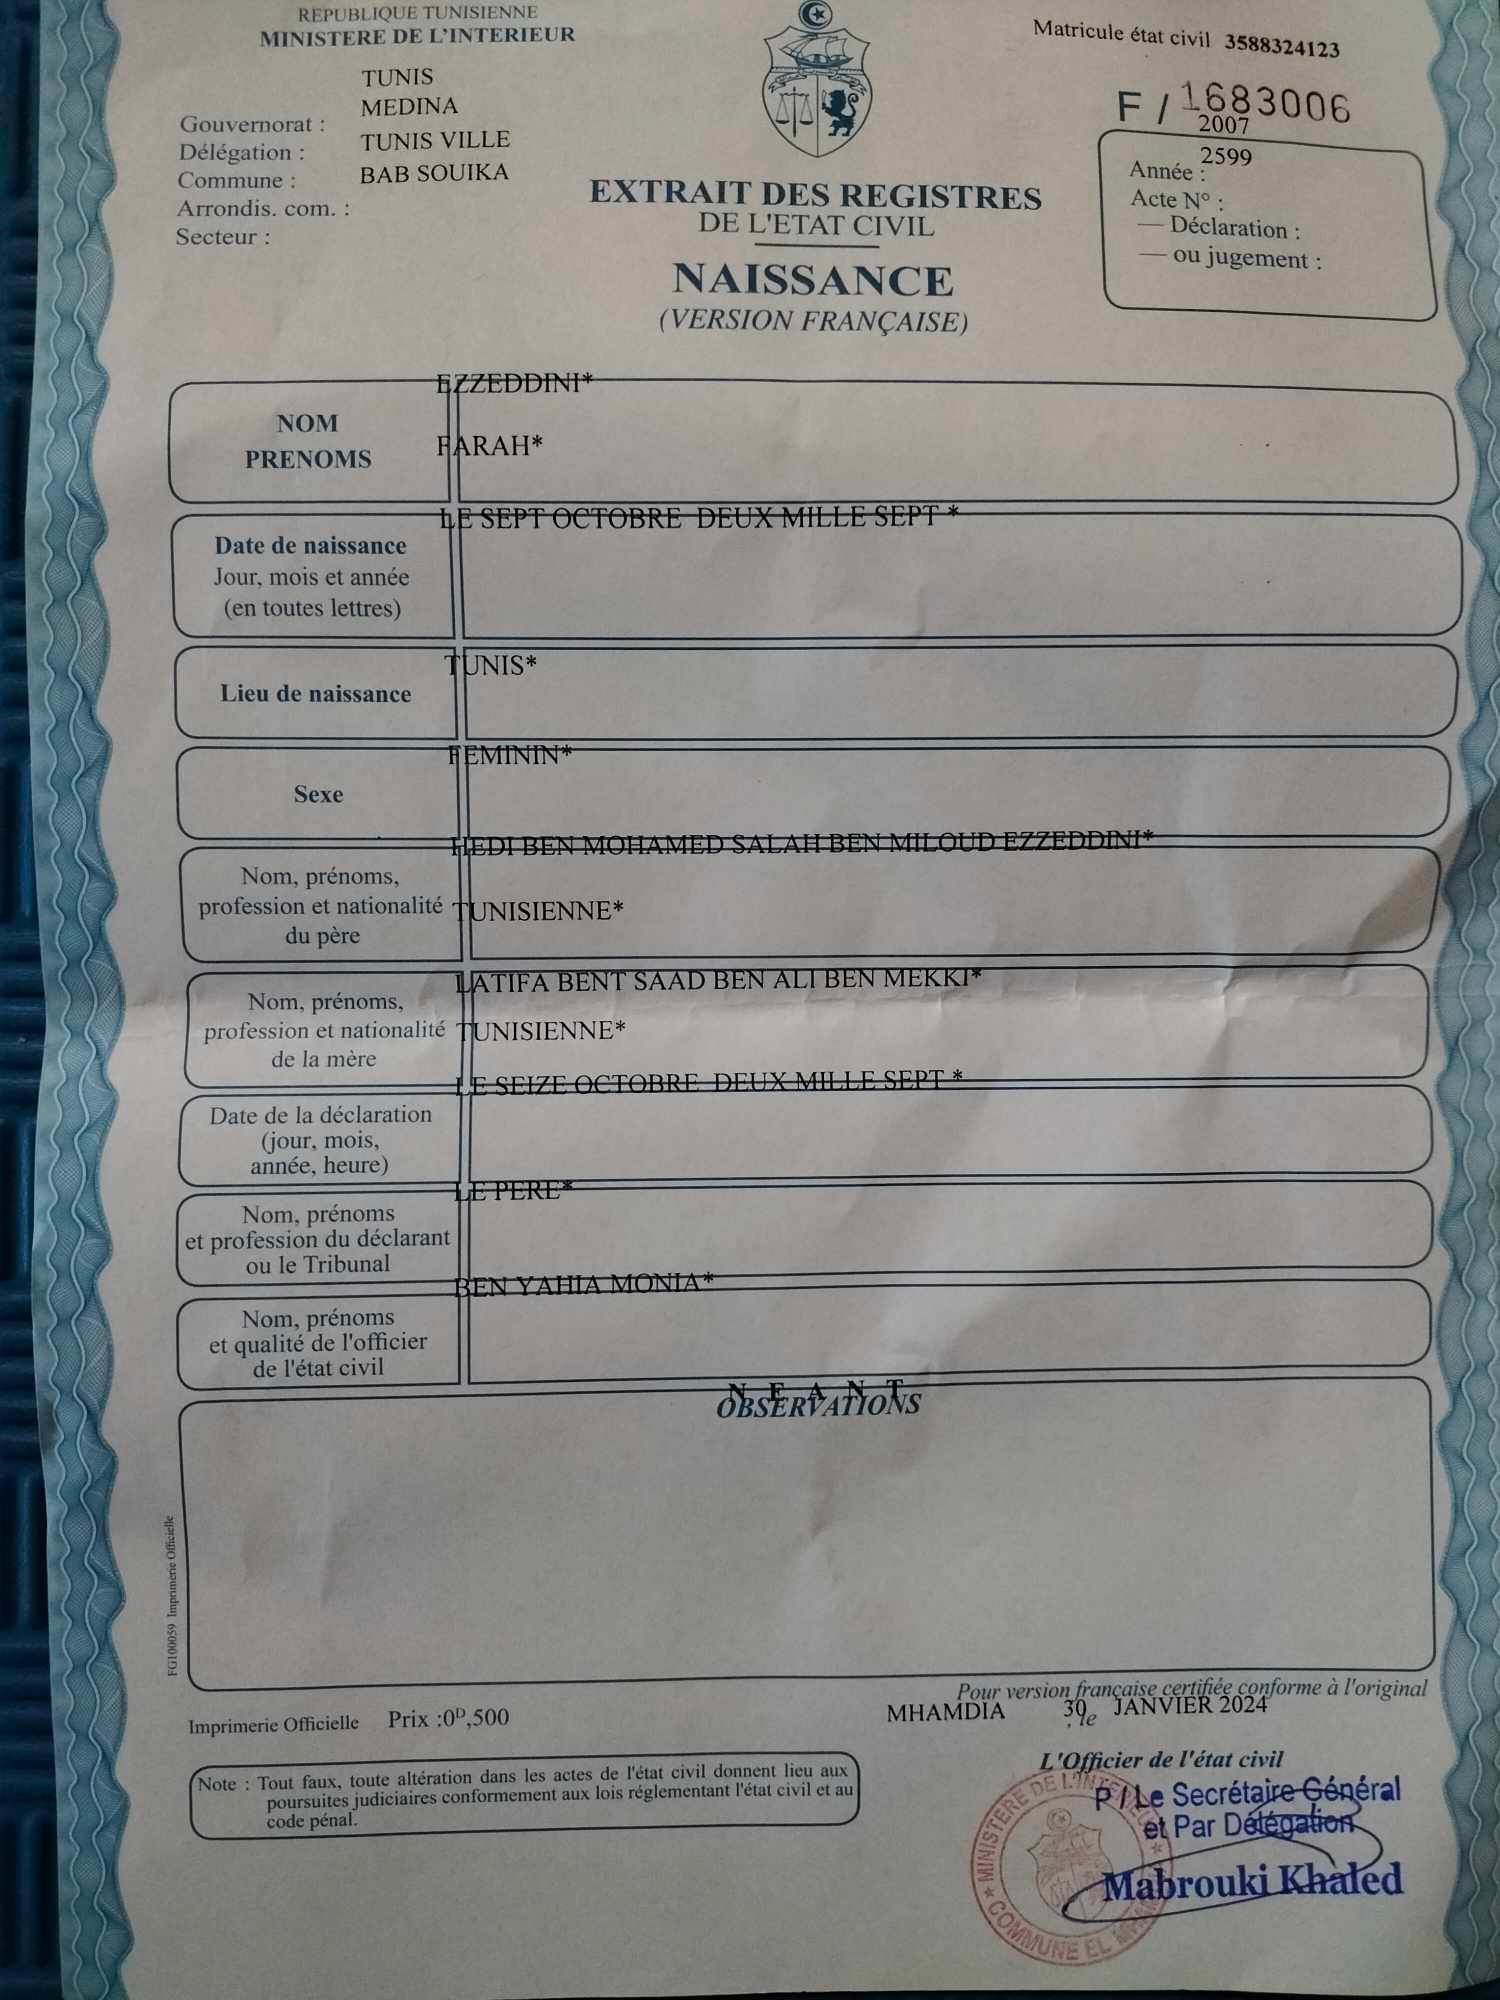 REPUBLIQUE TUNISIENNE
MINISTERE DE L'INTERIEUR
Matricule état civil 3588324123
F / 1683006
TUNIS
MEDINA
TUNIS VILLE
BAB SOUIKA
Gouvernorat :
Délégation :
Commune :
Arrondis. com. :
Secteur :
2007
2599
Année :
Acte N° :
— Déclaration :
— ou jugement :
EXTRAIT DES REGISTRES
DE L'ETAT CIVIL
NAISSANCE
(VERSION FRANÇAISE)
EZZEDDINI*
NOM
PRENOMS
FARAH*
LE SEPT OCTOBRE DEUX MILLE SEPT *
Date de naissance
Jour, mois et année
(en toutes lettres)
TUNIS*
Lieu de naissance
FEMININ*
Sexe
HEDI BEN MOHAMED SALAH BEN MILOUD EZZEDDINI*
Nom, prénoms,
profession et nationalité
du père
TUNISIENNE*
LATIFA BENT SAAD BEN ALI BEN MEKKI*
Nom, prénoms,
profession et nationalité
de la mère
TUNISIENNE*
LE SEIZE OCTOBRE DEUX MILLE SEPT *
Date de la déclaration
(jour, mois,
année, heure)
LE PERE*
Nom, prénoms
et profession du déclarant
ou le Tribunal
BEN YAHIA MONIA*
Nom, prénoms
et qualité de l'officier
de l'état civil
N E A N T
OBSERVATIONS
FG100059 Imprimerie Officielle
Pour version française certifiée conforme à l'original
MHAMDIA , le 30 JANVIER 2024
Imprimerie Officielle Prix :0ᴰ,500
L'Officier de l'état civil
P / Le Secrétaire Général
et Par Délégation
Mabrouki Khaled
Note : Tout faux, toute altération dans les actes de l'état civil donnent lieu aux
poursuites judiciaires conformement aux lois réglementant l'état civil et au
code pénal.
MINISTERE DE L'INTERIEUR
COMMUNE EL